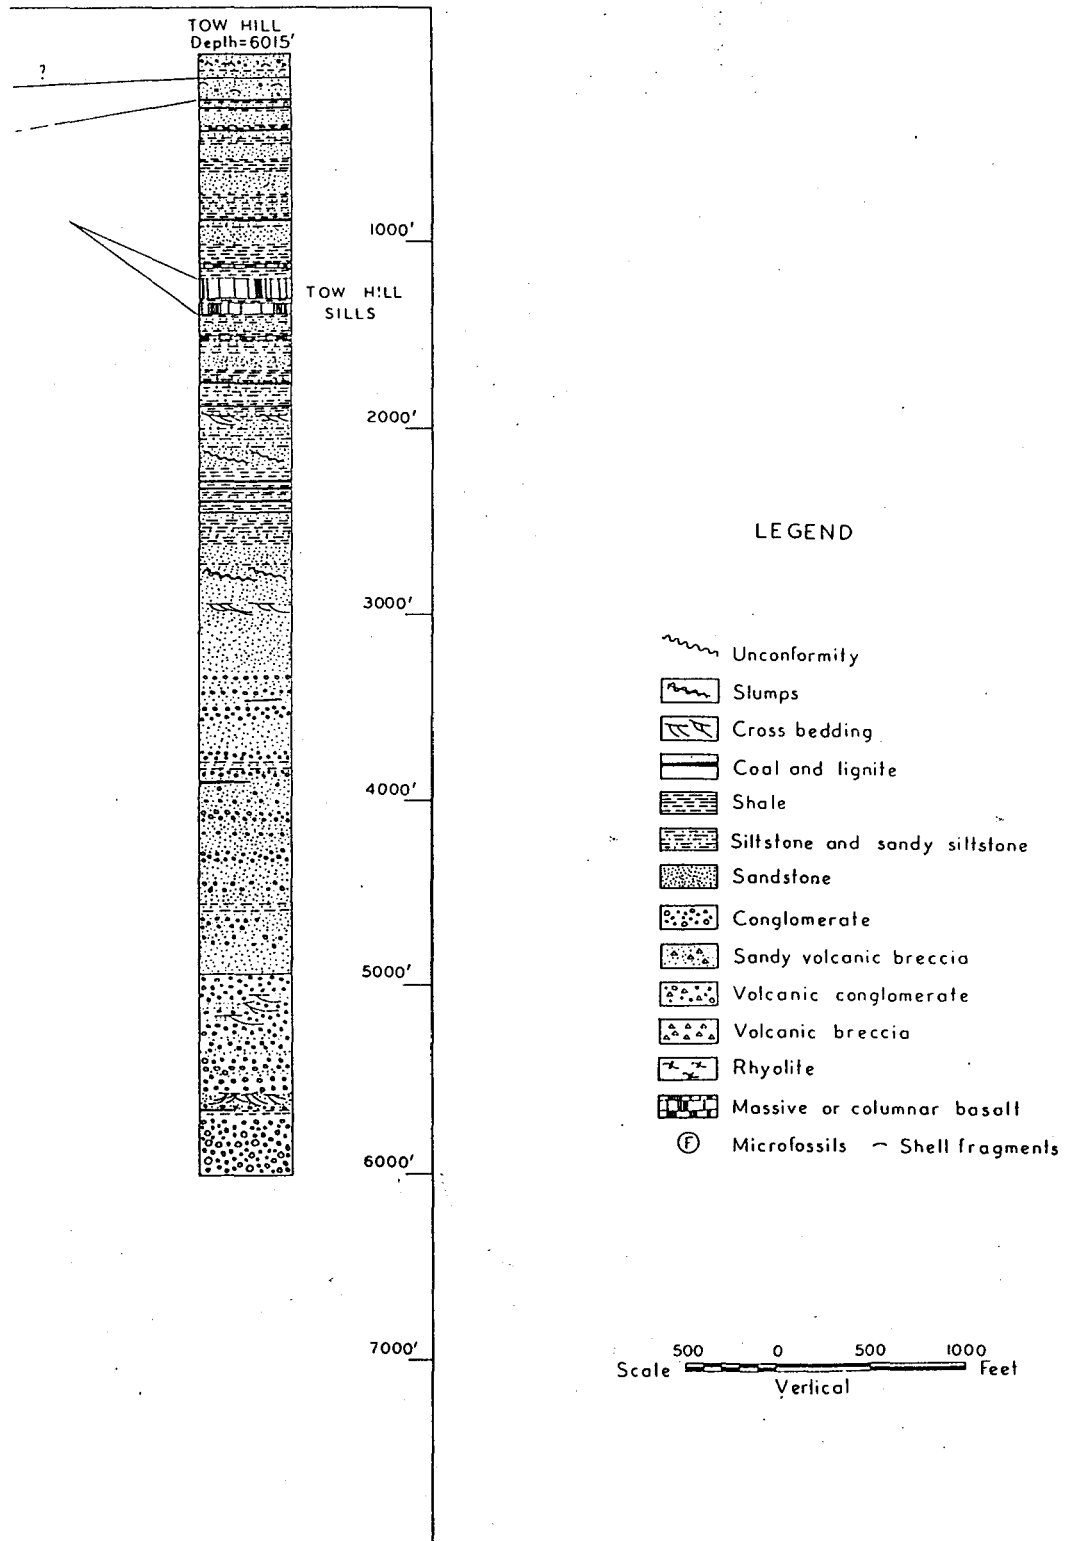 TOW HILL
Depth=6015'
?
1000'
TOW HILL
SILLS
2000'
3000'
4000'
5000'
6000'
7000'
LEGEND
Unconformity
Slumps
Cross bedding
Coal and lignite
Shale
Siltstone and sandy siltstone
Sandstone
Conglomerate
Sandy volcanic breccia
Volcanic conglomerate
Volcanic breccia
Rhyolite
Massive or columnar basalt
F Microfossils Shell fragments
500 0 500 1000
Scale Feet
Vertical